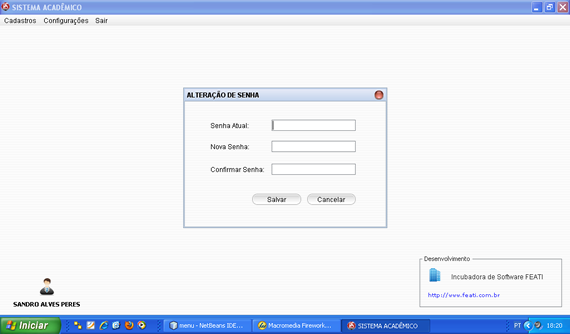 SISTEMA ACADÊMICO
Cadastros Configurações Sair
ALTERAÇÃO DE SENHA
Senha Atual:
Nova Senha:
Confirmar Senha:
Salvar Cancelar
Desenvolvimento
Incubadora de Software FEATI
http://www.feati.com.br
SANDRO ALVES PERES
Iniciar menu - NetBeans IDE... Macromedia Firework... SISTEMA ACADÊMICO PT 18:20